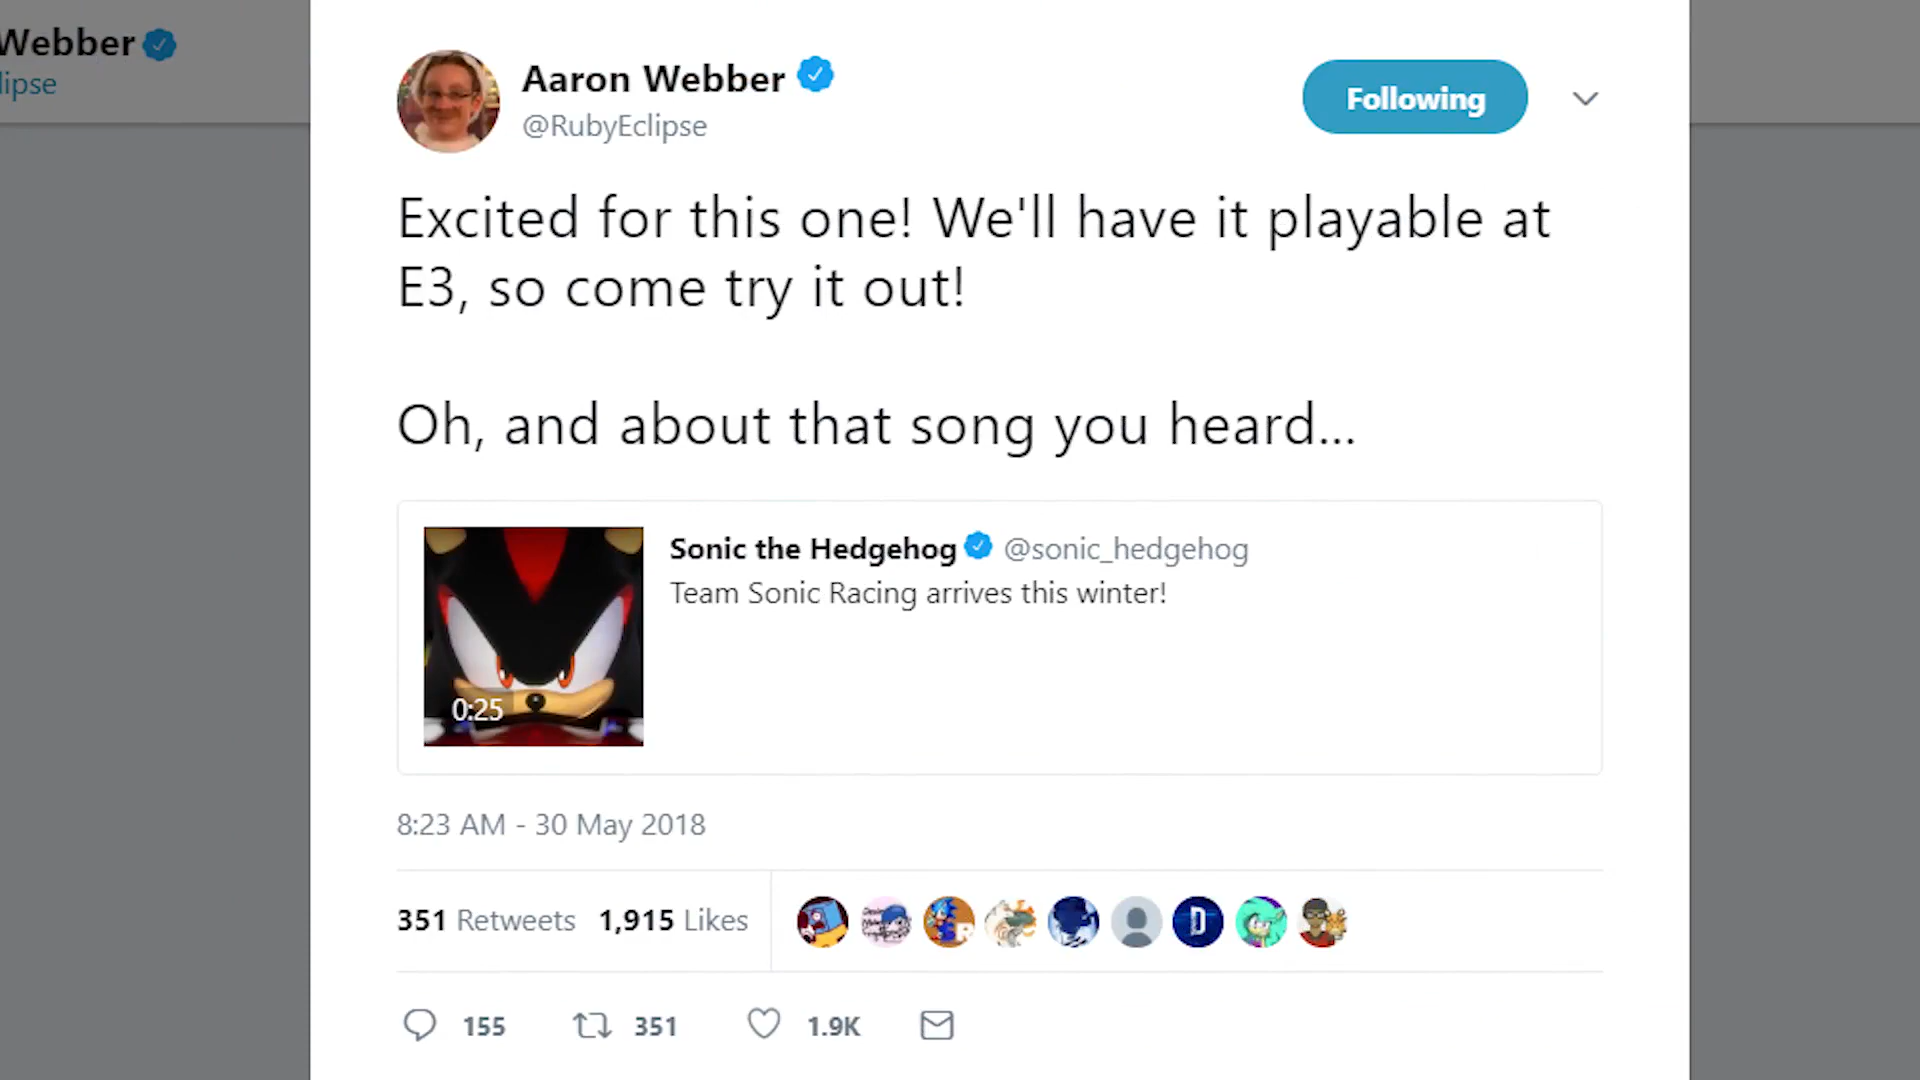 Webber
lipse
Aaron Webber
@RubyEclipse
Following
Excited for this one! We'll have it playable at
E3, so come try it out!
Oh, and about that song you heard...
Sonic the Hedgehog @sonic_hedgehog
Team Sonic Racing arrives this winter!
0:25
8:23 AM - 30 May 2018
351 Retweets 1,915 Likes
D
155 351 1.9K